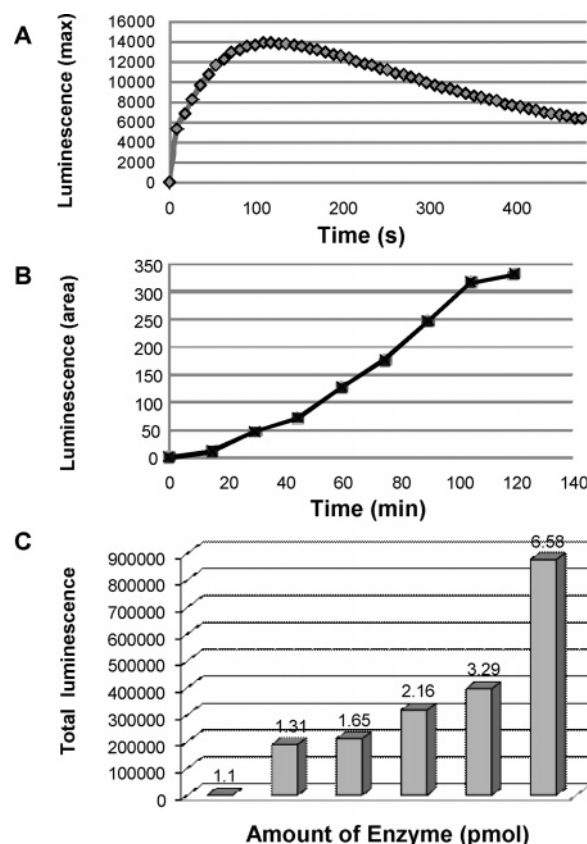 A
Luminescence (max)
16000
14000
12000
10000
8000
6000
4000
2000
0
0 100 200 300 400
Time (s)
B
Luminescence (area)
350
300
250
200
150
100
50
0
0 20 40 60 80 100 120 140
Time (min)
C
Total luminescence
900000
800000
700000
600000
500000
400000
300000
200000
100000
0
1.1 1.31 1.65 2.16 3.29 6.58
Amount of Enzyme (pmol)